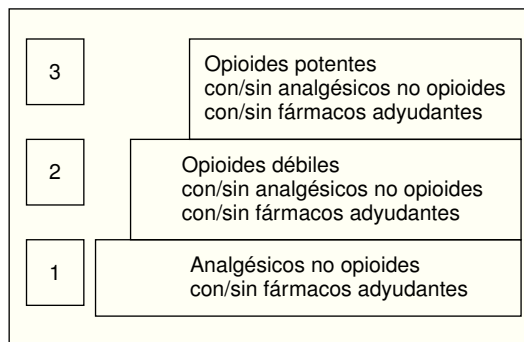 3
Opioides potentes
con/sin analgésicos no opioides
con/sin fármacos adyudantes
2
Opioides débiles
con/sin analgésicos no opioides
con/sin fármacos adyudantes
1
Analgésicos no opioides
con/sin fármacos adyudantes